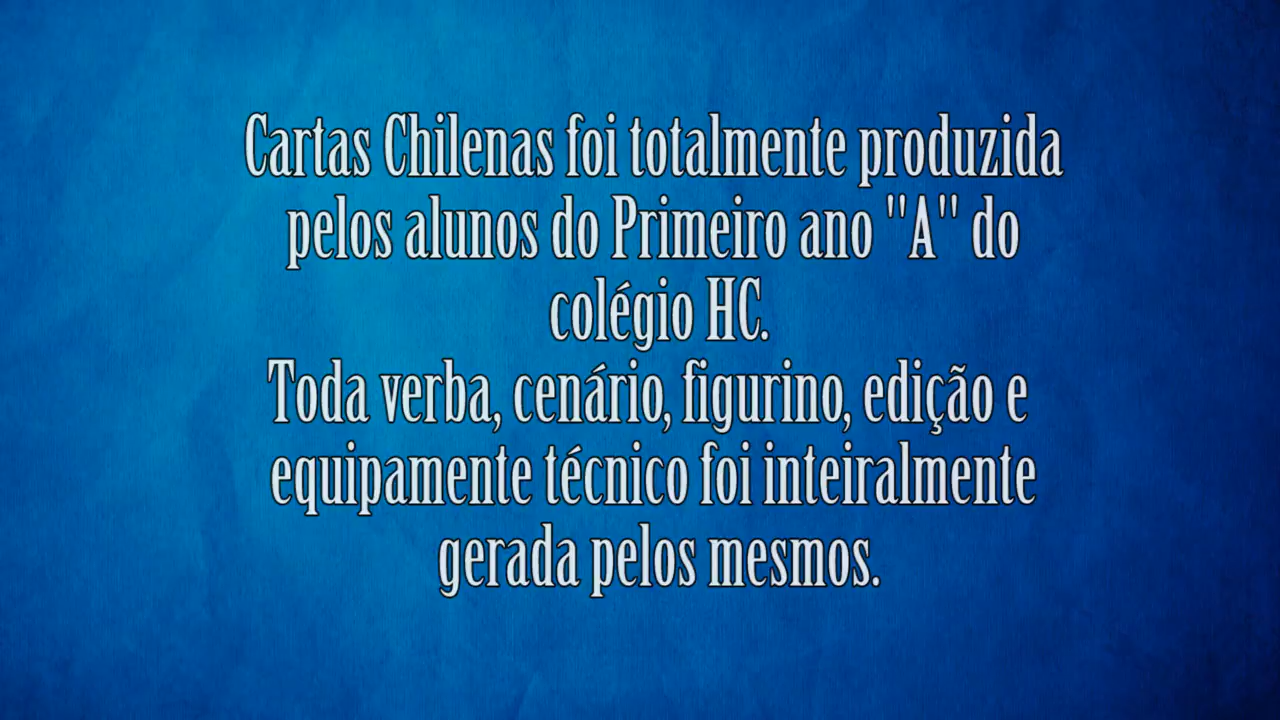 Cartas Chilenas foi totalmente produzida
pelos alunos do Primeiro ano "A" do
colégio HC.
Toda verba, cenário, figurino, edição e
equipamente técnico foi inteiralmente
gerada pelos mesmos.